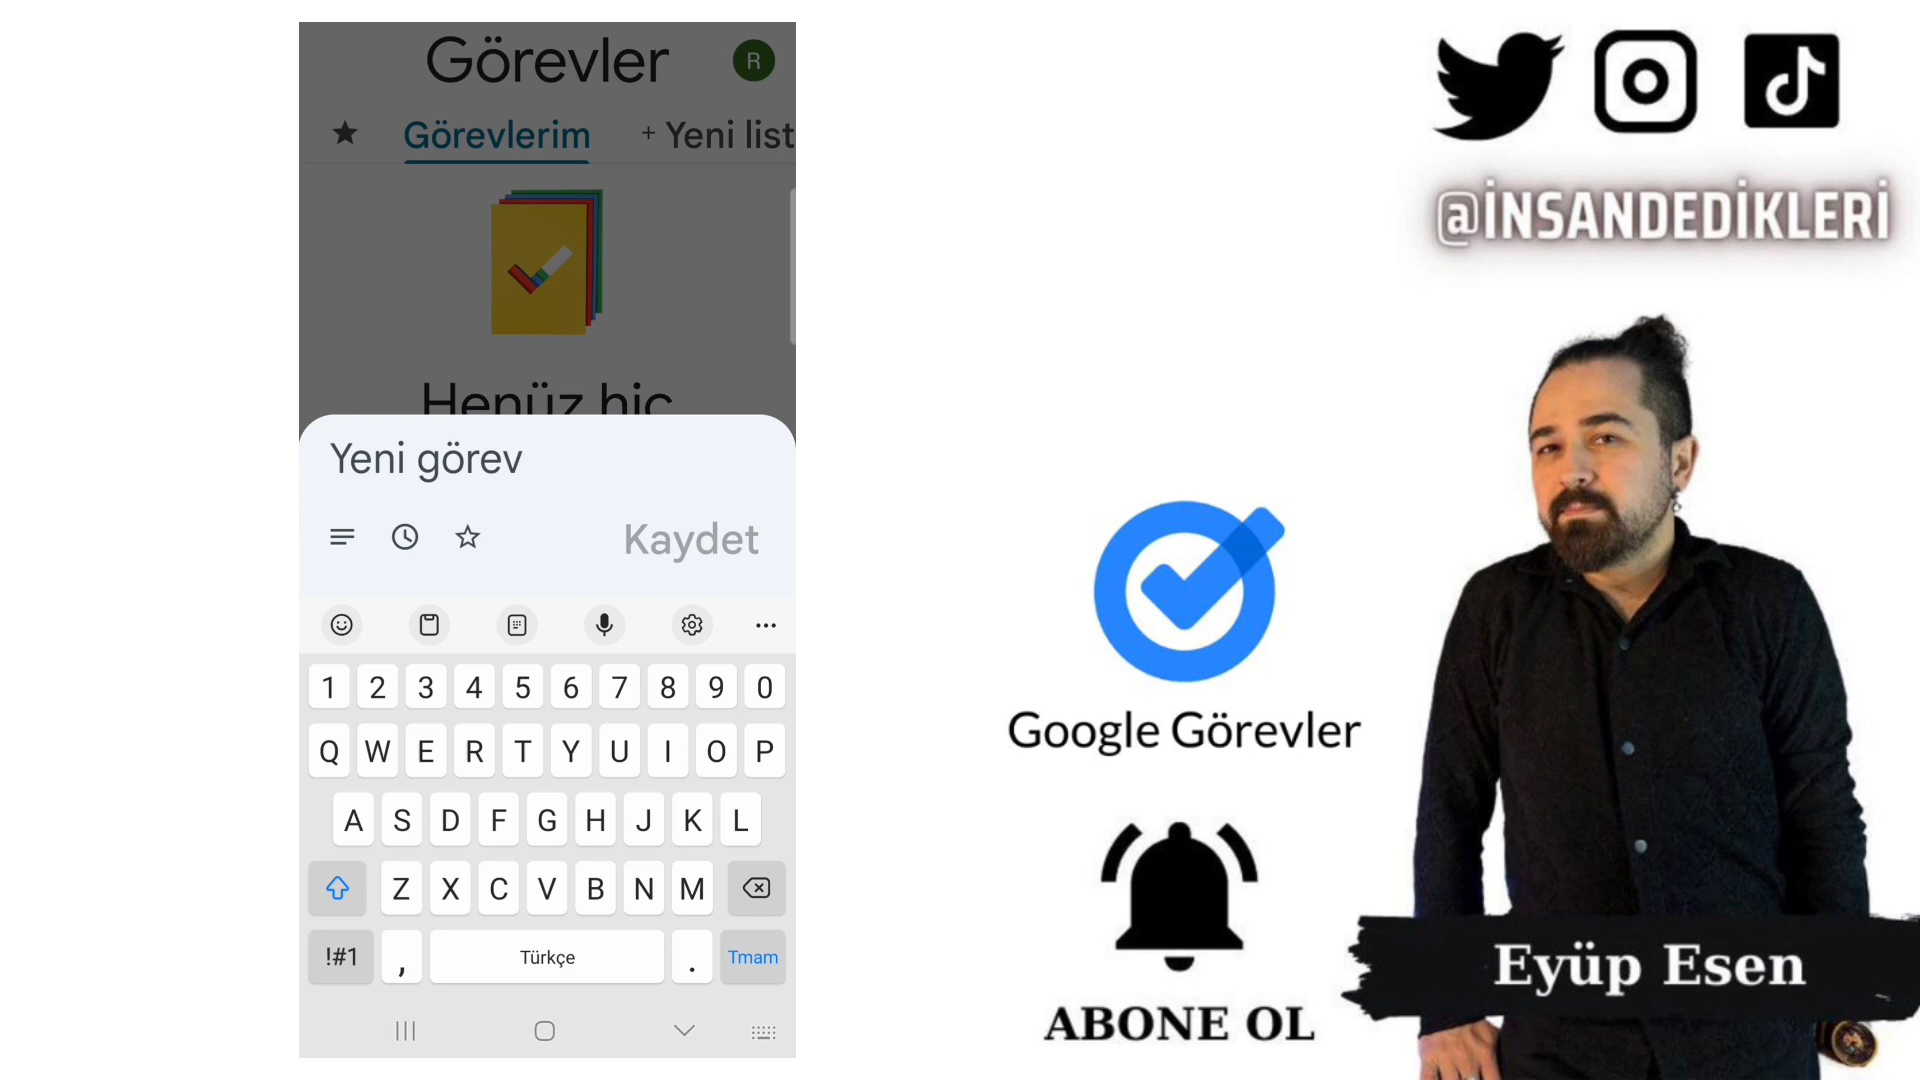 Görevler
R
Görevlerim
+ Yeni list
Henüz hiç
Yeni görev
Kaydet
1 2 3 4 5 6 7 8 9 0
Q W E R T Y U I O P
A S D F G H J K L
Z X C V B N M
!#1 , Türkçe . Tmam
@İNSANDEDİKLERİ
Google Görevler
ABONE OL
Eyüp Esen